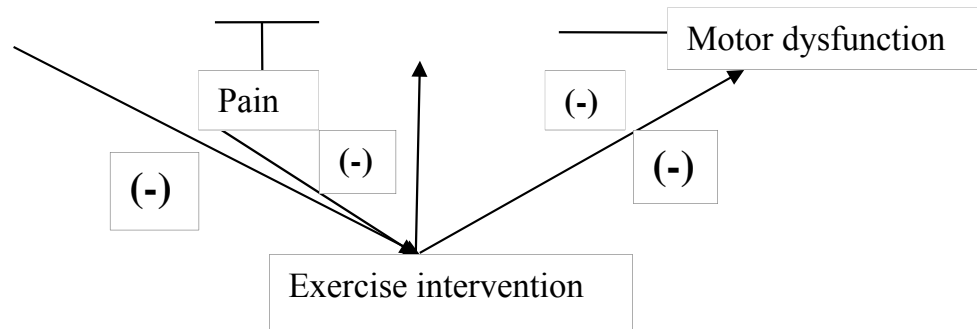 Motor dysfunction
Pain
(-)
(-)
(-)
(-)
Exercise intervention